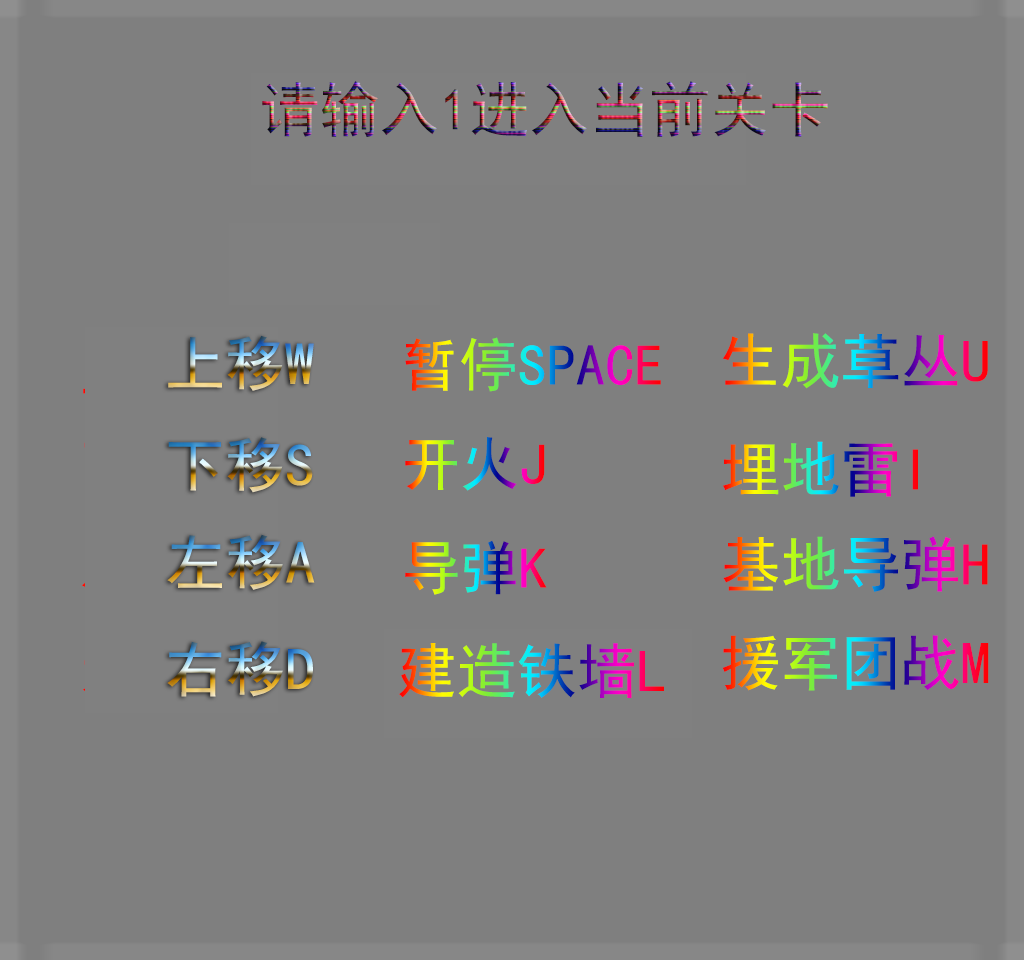 请输入1进入当前关卡
上移W 暂停SPACE 生成草丛U
下移S 开火J 埋地雷I
左移A 导弹K 基地导弹H
右移D 建造铁墙L 援军团战M